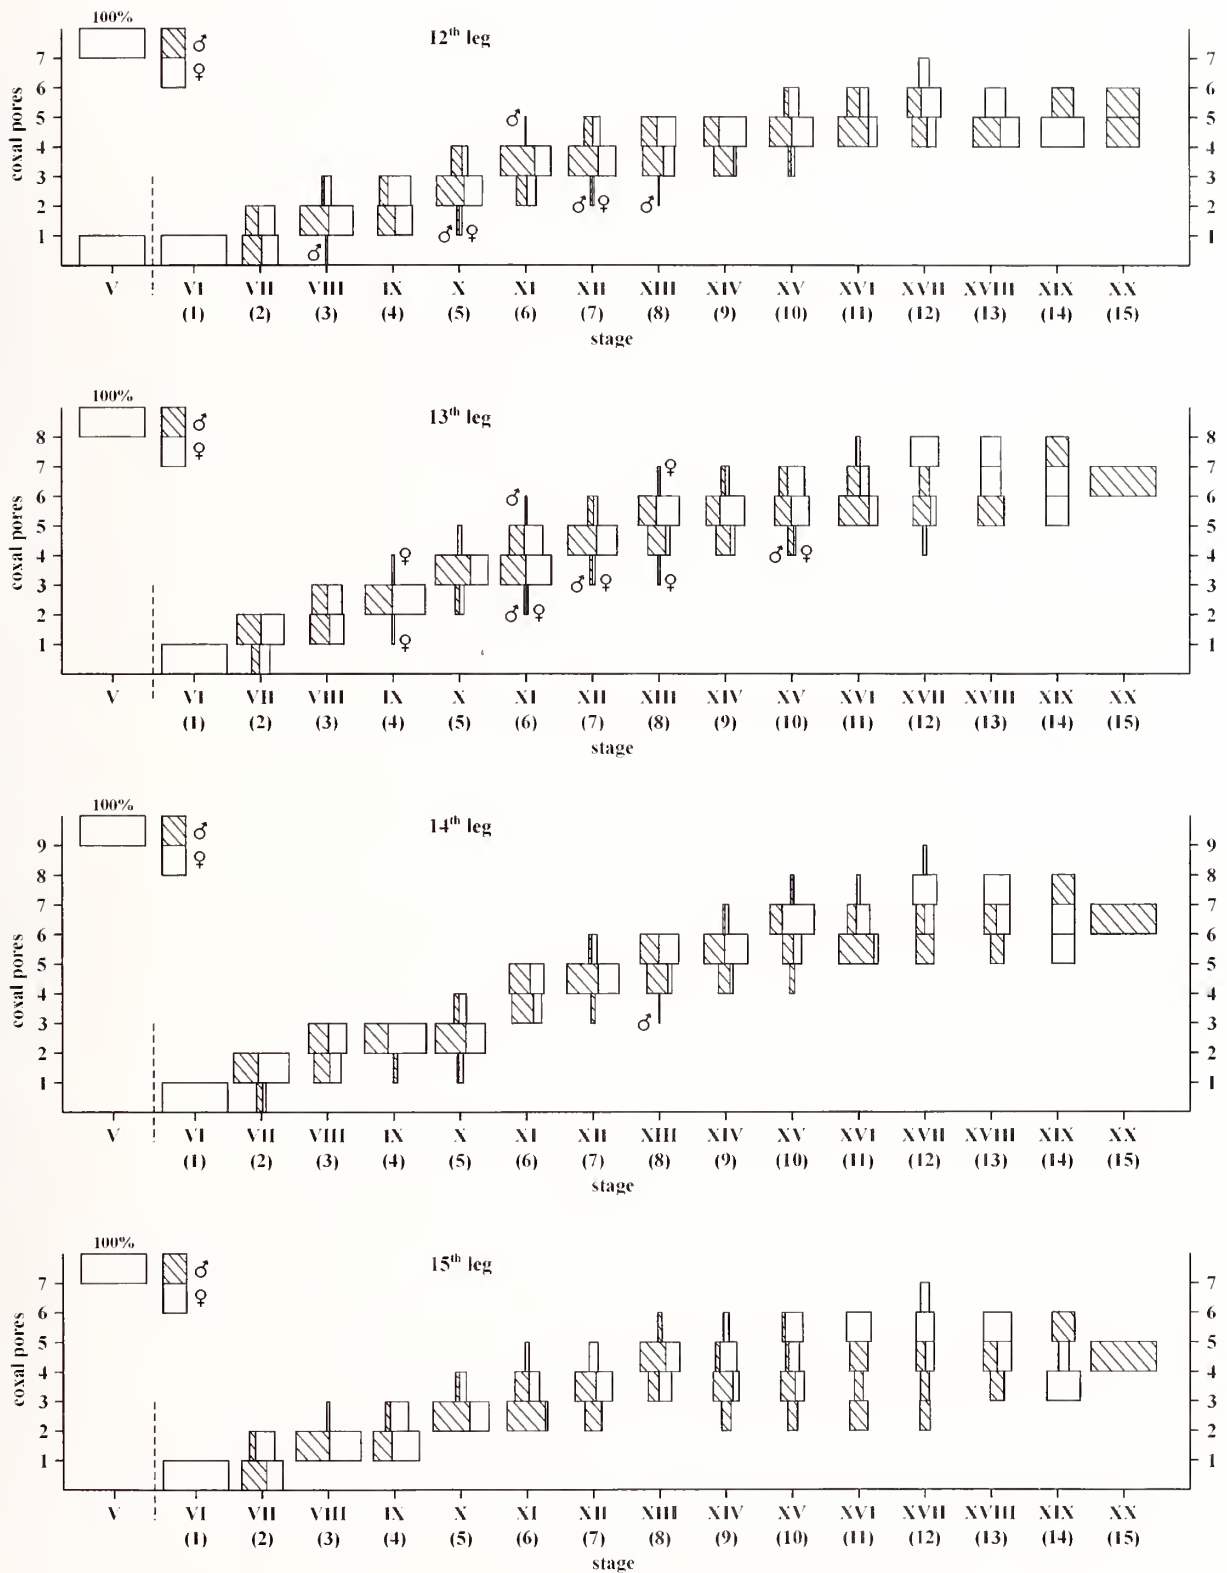 100%
12th leg
♂
♀
7 7
6 6
coxal pores
5 5
♂
4 4
3 3
2 2
♂ ♀ ♂ ♀ ♂
1 1
♂
V VI VII VIII IX X XI XII XIII XIV XV XVI XVII XVIII XIX XX
(1) (2) (3) (4) (5) (6) (7) (8) (9) (10) (11) (12) (13) (14) (15)
stage
100%
13th leg
♂
♀
8 8
7 7
♀
6 6
♂
coxal pores
5 5
4 4
♀ ♂ ♀
3 3
♂ ♀ ♀
2 2
♂ ♀
1 1
♀
V VI VII VIII IX X XI XII XIII XIV XV XVI XVII XVIII XIX XX
(1) (2) (3) (4) (5) (6) (7) (8) (9) (10) (11) (12) (13) (14) (15)
stage
100%
14th leg
♂
♀
9 9
8 8
7 7
6 6
coxal pores
5 5
4 4
3 3
♂
2 2
1 1
V VI VII VIII IX X XI XII XIII XIV XV XVI XVII XVIII XIX XX
(1) (2) (3) (4) (5) (6) (7) (8) (9) (10) (11) (12) (13) (14) (15)
stage
100%
15th leg
♂
♀
7 7
6 6
coxal pores
5 5
4 4
3 3
2 2
1 1
V VI VII VIII IX X XI XII XIII XIV XV XVI XVII XVIII XIX XX
(1) (2) (3) (4) (5) (6) (7) (8) (9) (10) (11) (12) (13) (14) (15)
stage